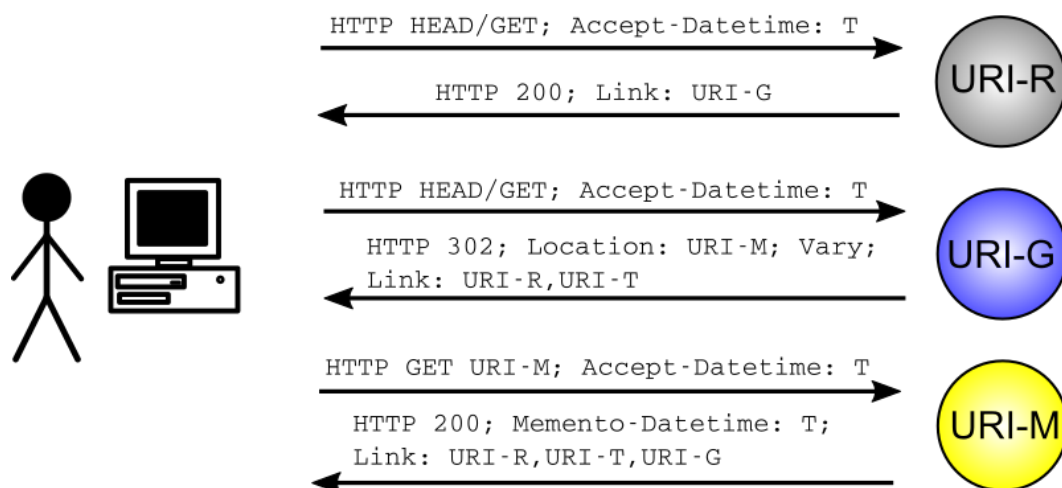 HTTP HEAD/GET; Accept-Datetime: T
HTTP 200; Link: URI-G
URI-R
HTTP HEAD/GET; Accept-Datetime: T
HTTP 302; Location: URI-M; Vary;
Link: URI-R,URI-T
URI-G
HTTP GET URI-M; Accept-Datetime: T
HTTP 200; Memento-Datetime: T;
Link: URI-R,URI-T,URI-G
URI-M